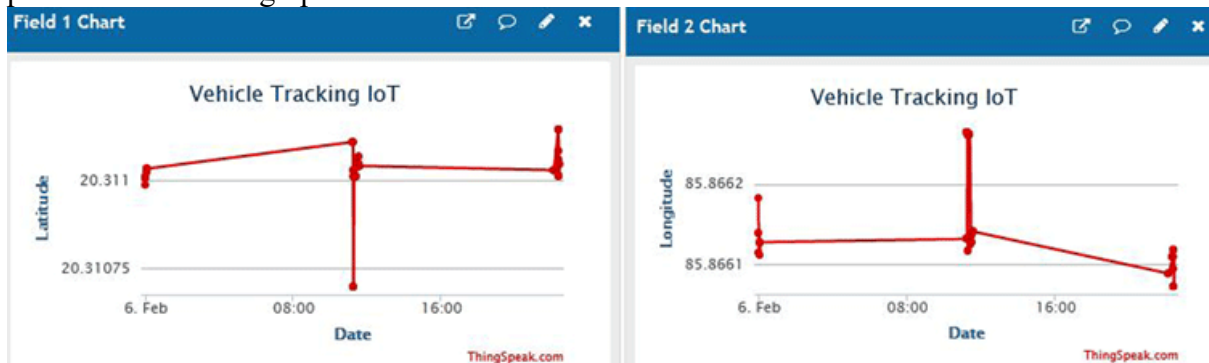 Field 1 Chart
Vehicle Tracking IoT
Latitude
20.311
20.31075
6. Feb
08:00
16:00
Date
ThingSpeak.com
Field 2 Chart
Vehicle Tracking IoT
Longitude
85.8662
85.8661
6. Feb
08:00
16:00
Date
ThingSpeak.com